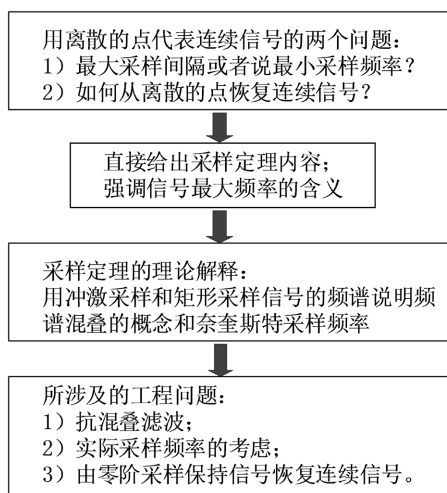 用离散的点代表连续信号的两个问题：
1）最大采样间隔或者说最小采样频率？
2）如何从离散的点恢复连续信号？
直接给出采样定理内容；
强调信号最大频率的含义
采样定理的理论解释：
用冲激采样和矩形采样信号的频谱说明频
谱混叠的概念和奈奎斯特采样频率
所涉及的工程问题：
1）抗混叠滤波；
2）实际采样频率的考虑；
3）由零阶采样保持信号恢复连续信号。